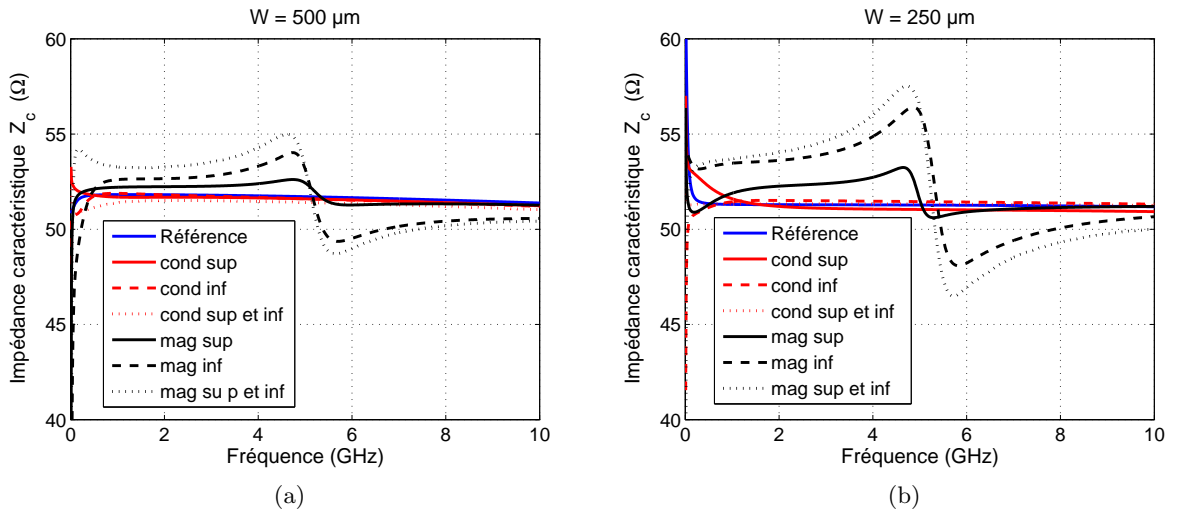 W = 500 µm
60
55
50
45
40
Impédance caractéristique Z_c (Ω)
Référence
cond sup
cond inf
cond sup et inf
mag sup
mag inf
mag su p et inf
0 2 4 6 8 10
Fréquence (GHz)
(a)
W = 250 µm
60
55
50
45
40
Impédance caractéristique Z_c (Ω)
Référence
cond sup
cond inf
cond sup et inf
mag sup
mag inf
mag sup et inf
0 2 4 6 8 10
Fréquence (GHz)
(b)